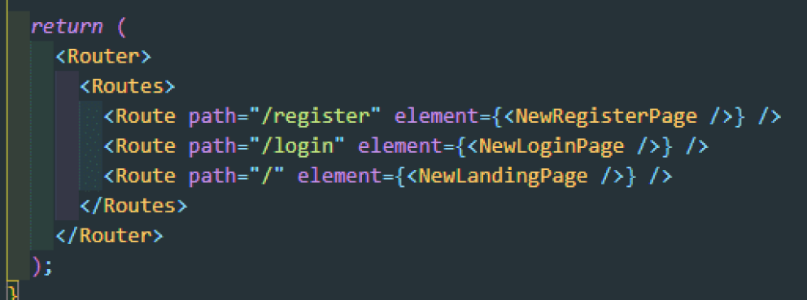 return (
<Router>
<Routes>
<Route path="/register" element={<NewRegisterPage />} />
<Route path="/login" element={<NewLoginPage />} />
<Route path="/" element={<NewLandingPage />} />
</Routes>
</Router>
);
}